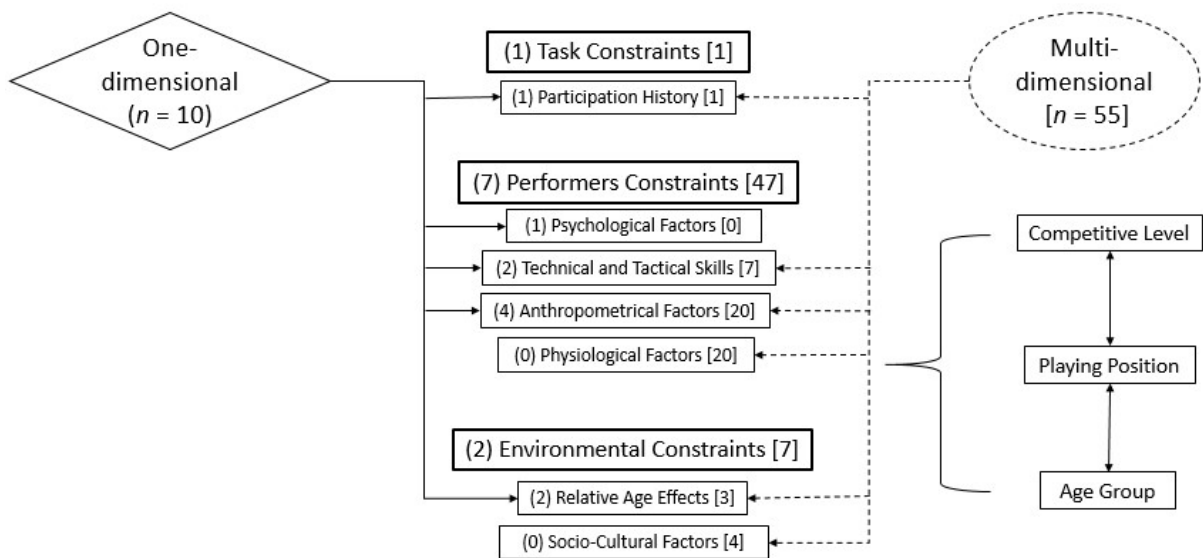 One-
dimensional
(n = 10)
(1) Task Constraints [1]
(1) Participation History [1]
Multi-
dimensional
[n = 55]
(7) Performers Constraints [47]
(1) Psychological Factors [0]
(2) Technical and Tactical Skills [7]
(4) Anthropometrical Factors [20]
(0) Physiological Factors [20]
(2) Environmental Constraints [7]
(2) Relative Age Effects [3]
(0) Socio-Cultural Factors [4]
Competitive Level
Playing Position
Age Group